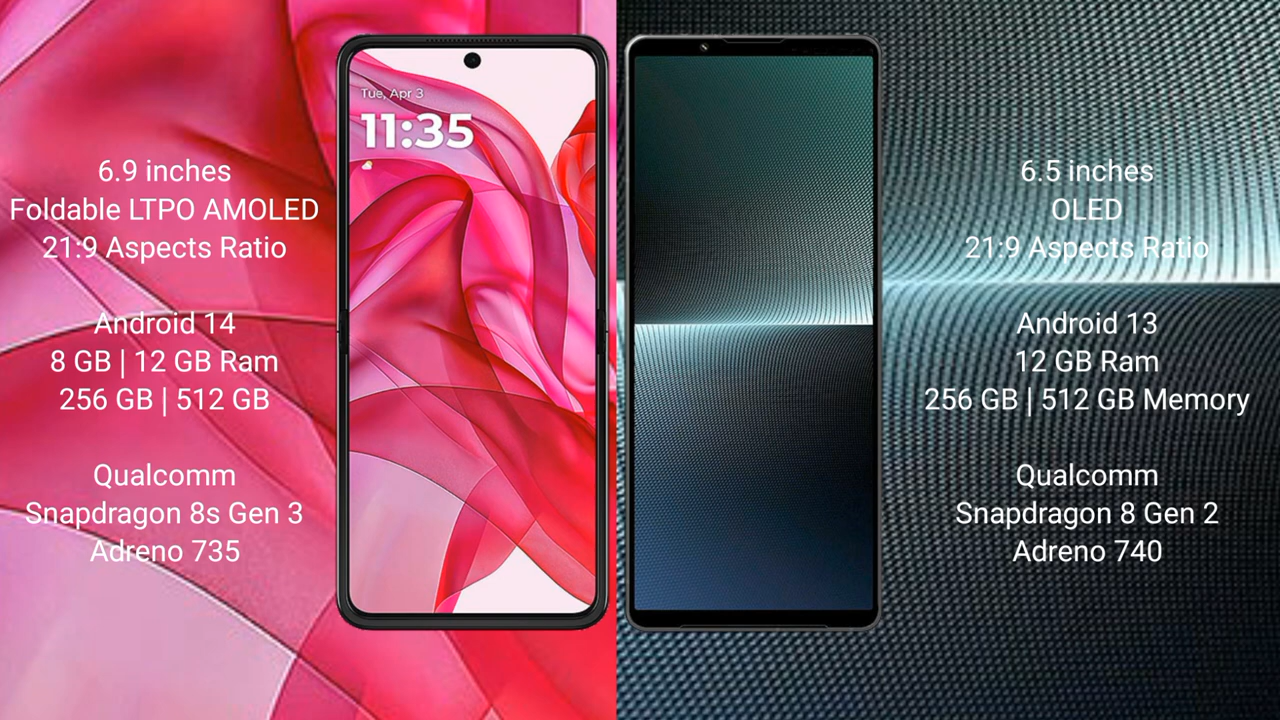 6.9 inches
Foldable LTPO AMOLED
21:9 Aspects Ratio
Android 14
8 GB | 12 GB Ram
256 GB | 512 GB
Qualcomm
Snapdragon 8s Gen 3
Adreno 735
Tue, Apr 3
11:35
6.5 inches
OLED
21:9 Aspects Ratio
Android 13
12 GB Ram
256 GB | 512 GB Memory
Qualcomm
Snapdragon 8 Gen 2
Adreno 740